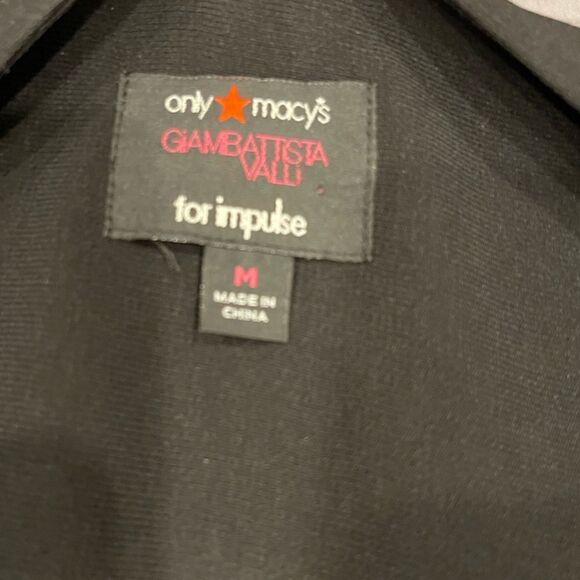 only macy's
GIAMBATTISTA
VALLI
for impulse
M
MADE IN
CHINA